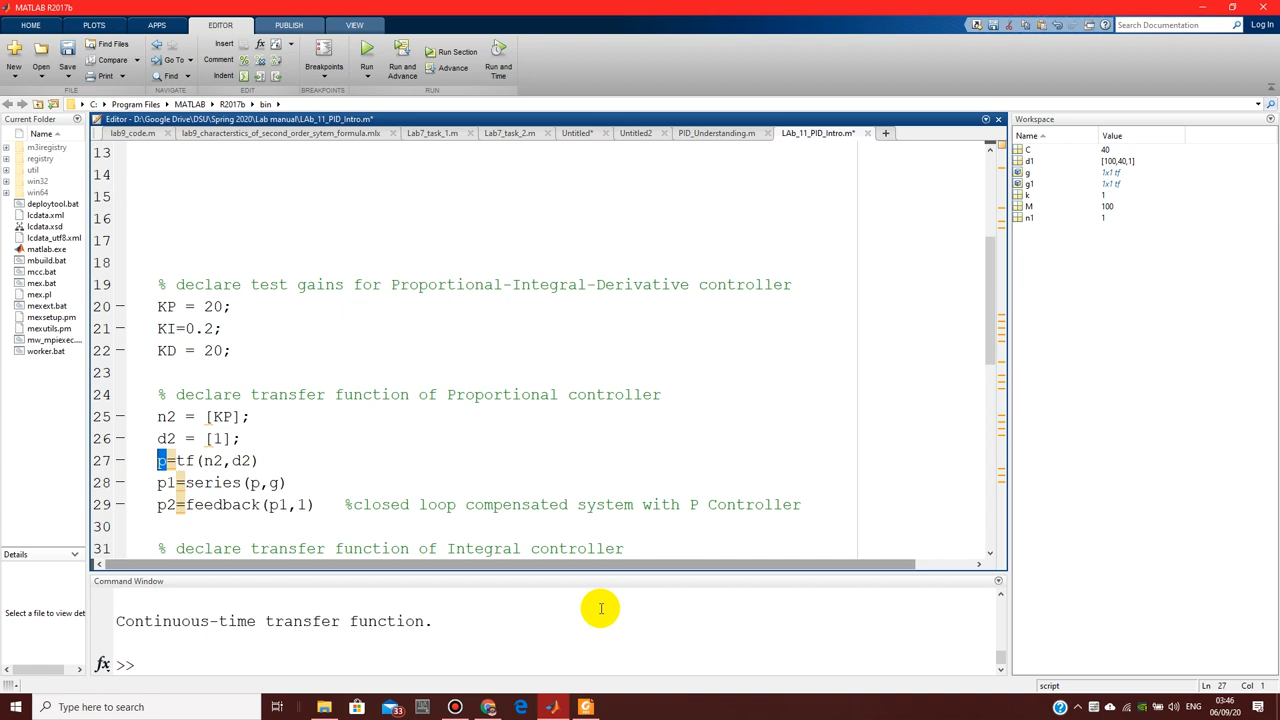 MATLAB R2017b
HOME PLOTS APPS EDITOR PUBLISH VIEW Search Documentation Log In
New Open Save Find Files Compare Print Go To Find Insert Comment Indent fx Breakpoints Run Run and Advance Run Section Advance Run and Time
FILE NAVIGATE EDIT BREAKPOINTS RUN
C: Program Files MATLAB R2017b bin
Current Folder
Name
m3iregistry
registry
util
win32
win64
deploytool.bat
lcdata.xml
lcdata.xsd
lcdata_utf8.xml
matlab.exe
mbuild.bat
mcc.bat
mex.bat
mex.pl
mexext.bat
mexsetup.pm
mexutils.pm
mw_mpiexec....
worker.bat
Details
Select a file to view det
Editor - D:\Google Drive\DSU\Spring 2020\Lab manual\LAb_11_PID_Intro.m*
lab9_code.m lab9_characterstics_of_second_order_sytem_formula.mlx Lab7_task_1.m Lab7_task_2.m Untitled* Untitled2 PID_Understanding.m LAb_11_PID_Intro.m*
13
14
15
16
17
18
19 % declare test gains for Proportional-Integral-Derivative controller
20 KP = 20;
21 KI=0.2;
22 KD = 20;
23
24 % declare transfer function of Proportional controller
25 n2 = [KP];
26 d2 = [1];
27 p=tf(n2,d2)
28 p1=series(p,g)
29 p2=feedback(p1,1) %closed loop compensated system with P Controller
30
31 % declare transfer function of Integral controller
Command Window
Continuous-time transfer function.
fx >>
Workspace
Name Value
C 40
d1 [100,40,1]
g 1x1 tf
g1 1x1 tf
k 1
M 100
n1 1
script Ln 27 Col 1
Type here to search
33
ENG
03:46
06/09/20